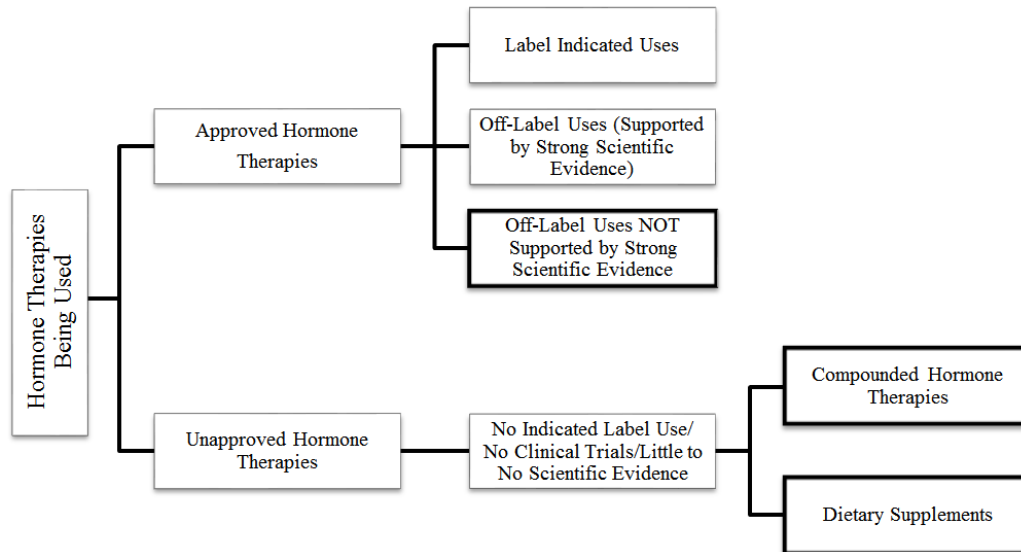 Hormone Therapies
Being Used
Approved Hormone
Therapies
Label Indicated Uses
Off-Label Uses (Supported
by Strong Scientific
Evidence)
Off-Label Uses NOT
Supported by Strong
Scientific Evidence
Unapproved Hormone
Therapies
No Indicated Label Use/
No Clinical Trials/Little to
No Scientific Evidence
Compounded Hormone
Therapies
Dietary Supplements